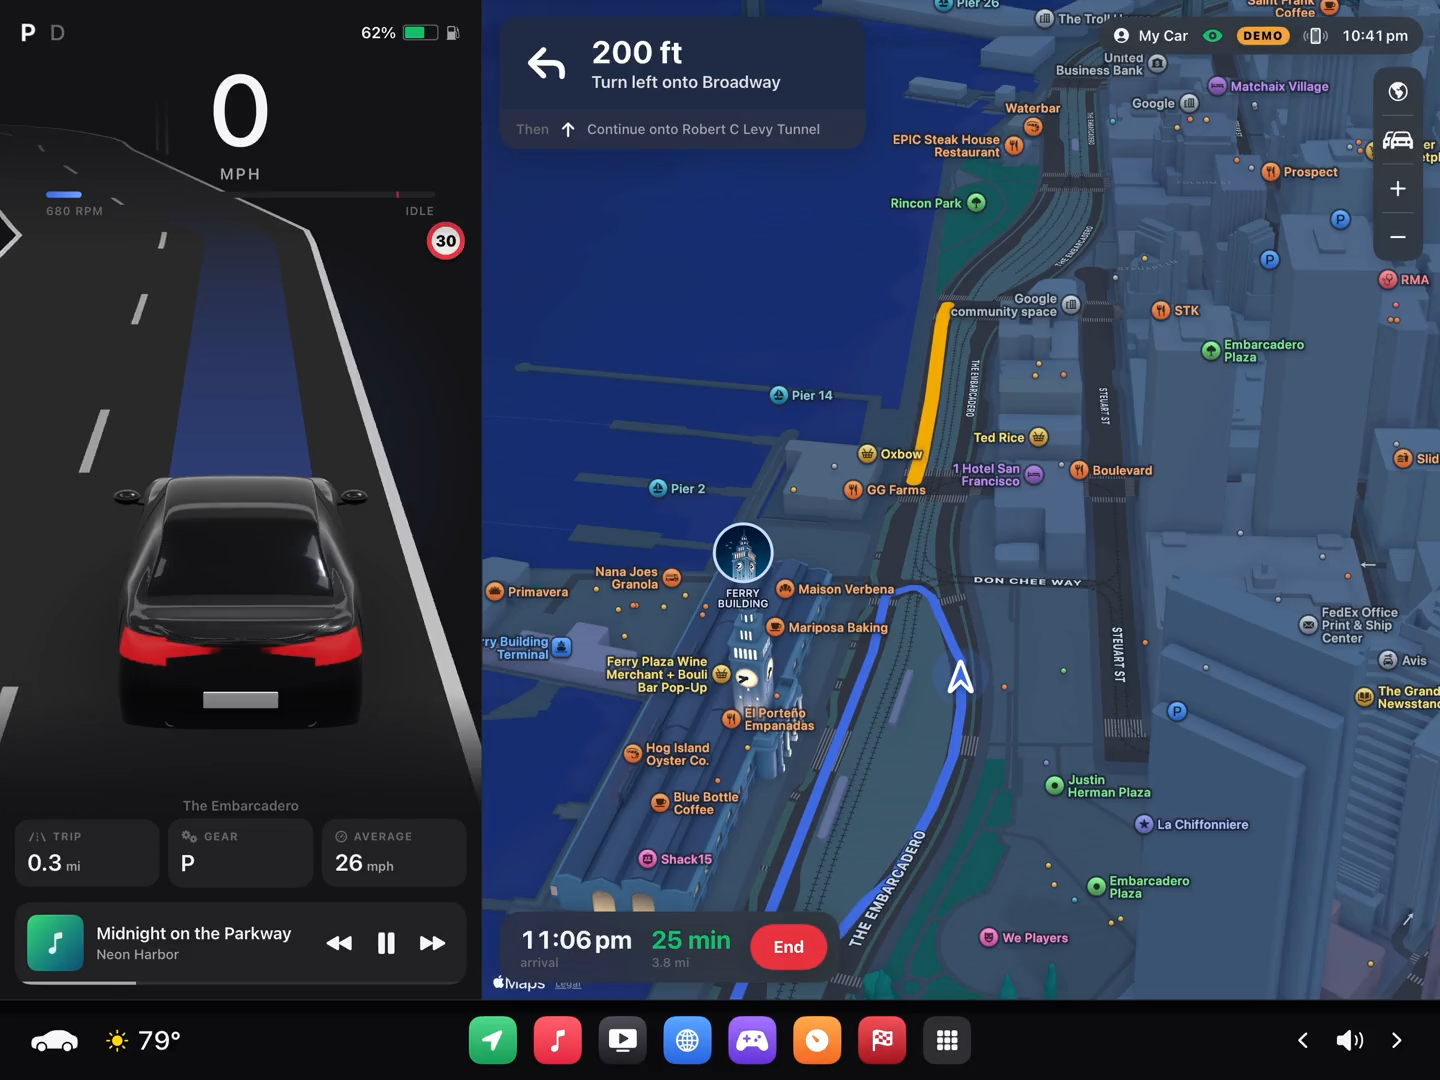 P D
62%
0
MPH
680 RPM
IDLE
30
The Embarcadero
TRIP
0.3 mi
GEAR
P
AVERAGE
26 mph
Midnight on the Parkway
Neon Harbor
200 ft
Turn left onto Broadway
Then
Continue onto Robert C Levy Tunnel
My Car
DEMO
10:41 pm
Pier 26
Saint Frank
Coffee
United
Business Bank
Matchaix Village
Google
Waterbar
EPIC Steak House
Restaurant
Prospect
Rincon Park
THE EMBARCADERO
P
P
RMA
Google
community space
STK
Embarcadero
Plaza
Pier 14
THE EMBARCADERO
STEUART ST
Ted Rice
Oxbow
1 Hotel San
Francisco
Boulevard
GG Farms
Pier 2
DON CHEE WAY
Nana Joes
Granola
Primavera
FERRY
BUILDING
Maison Verbena
Mariposa Baking
FedEx Office
Print & Ship
Center
STEUART ST
Avis
Ferry Plaza Wine
Merchant + Bouli
Bar Pop-Up
El Porteño
Empanadas
P
Hog Island
Oyster Co.
Justin
Herman Plaza
Blue Bottle
Coffee
La Chiffonniere
Shack15
THE EMBARCADERO
Embarcadero
Plaza
We Players
11:06 pm
arrival
25 min
3.8 mi
End
Maps
Legal
79°